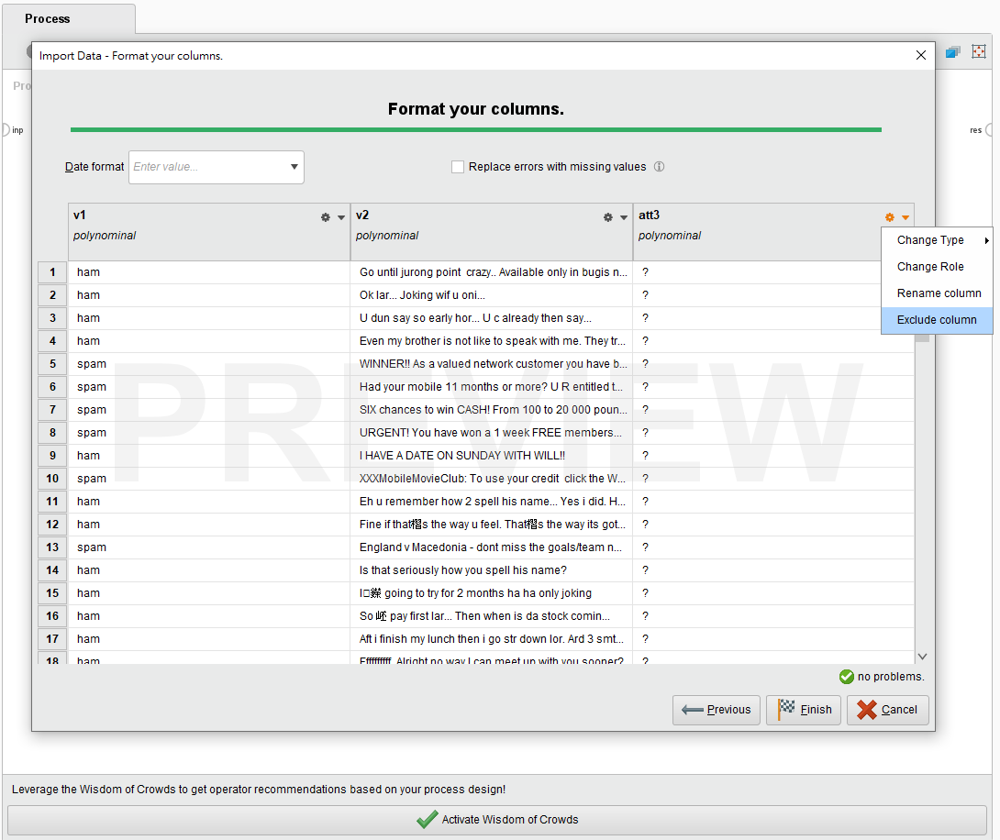 Process
Import Data - Format your columns.
Pro
inp
res
Format your columns.
Date format Enter value... Replace errors with missing values
v1 v2 att3
polynominal polynominal polynominal
Change Type
Change Role
Rename column
Exclude column
1 ham Go until jurong point crazy.. Available only in bugis n... ?
2 ham Ok lar... Joking wif u oni... ?
3 ham U dun say so early hor... U c already then say... ?
4 ham Even my brother is not like to speak with me. They tr... ?
5 spam WINNER!! As a valued network customer you have b... ?
6 spam Had your mobile 11 months or more? U R entitled t... ?
7 spam SIX chances to win CASH! From 100 to 20 000 poun... ?
8 spam URGENT! You have won a 1 week FREE members... ?
9 ham I HAVE A DATE ON SUNDAY WITH WILL!! ?
10 spam XXXMobileMovieClub: To use your credit click the W... ?
11 ham Eh u remember how 2 spell his name... Yes i did. H... ?
12 ham Fine if that s the way u feel. That s the way its got... ?
13 spam England v Macedonia - dont miss the goals/team n... ?
14 ham Is that seriously how you spell his name? ?
15 ham I going to try for 2 months ha ha only joking ?
16 ham So pay first lar... Then when is da stock comin... ?
17 ham Aft i finish my lunch then i go str down lor. Ard 3 smt... ?
18 ham Ffffffffff. Alright no way I can meet up with you sooner? ?
PREVIEW
no problems.
Previous Finish Cancel
Leverage the Wisdom of Crowds to get operator recommendations based on your process design!
Activate Wisdom of Crowds